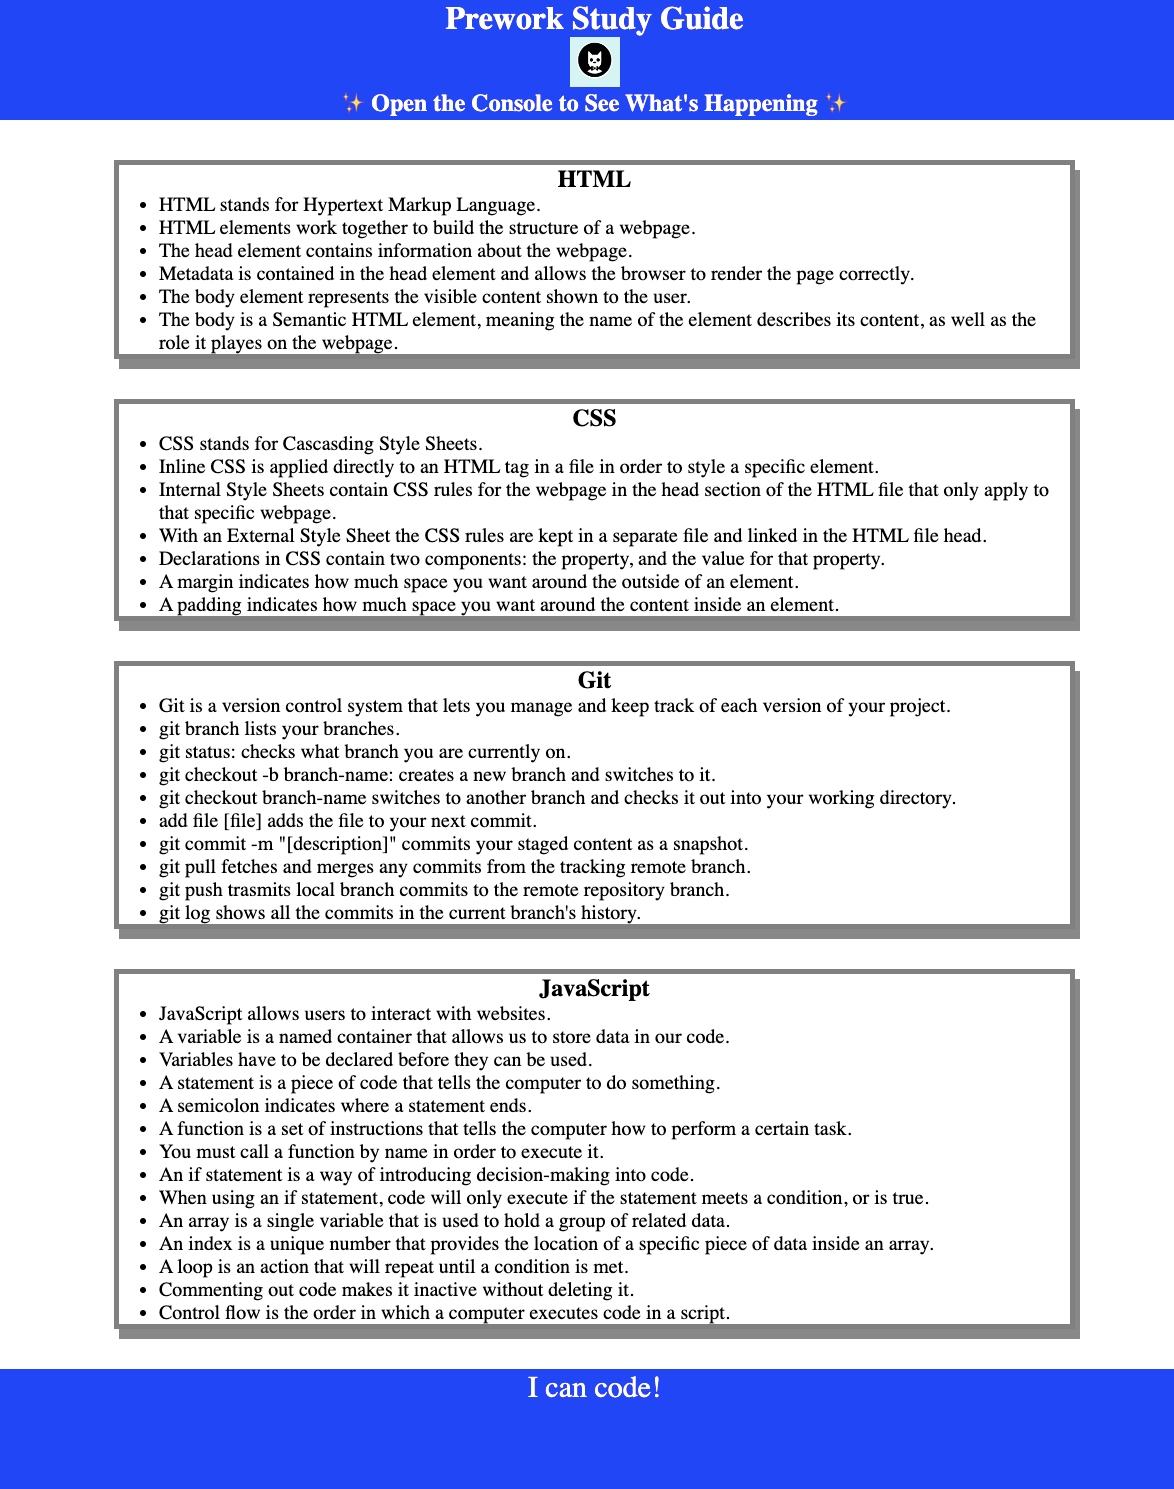 Prework Study Guide
✨ Open the Console to See What's Happening ✨
HTML
• HTML stands for Hypertext Markup Language.
• HTML elements work together to build the structure of a webpage.
• The head element contains information about the webpage.
• Metadata is contained in the head element and allows the browser to render the page correctly.
• The body element represents the visible content shown to the user.
• The body is a Semantic HTML element, meaning the name of the element describes its content, as well as the
role it playes on the webpage.
CSS
• CSS stands for Cascasding Style Sheets.
• Inline CSS is applied directly to an HTML tag in a file in order to style a specific element.
• Internal Style Sheets contain CSS rules for the webpage in the head section of the HTML file that only apply to
that specific webpage.
• With an External Style Sheet the CSS rules are kept in a separate file and linked in the HTML file head.
• Declarations in CSS contain two components: the property, and the value for that property.
• A margin indicates how much space you want around the outside of an element.
• A padding indicates how much space you want around the content inside an element.
Git
• Git is a version control system that lets you manage and keep track of each version of your project.
• git branch lists your branches.
• git status: checks what branch you are currently on.
• git checkout -b branch-name: creates a new branch and switches to it.
• git checkout branch-name switches to another branch and checks it out into your working directory.
• add file [file] adds the file to your next commit.
• git commit -m "[description]" commits your staged content as a snapshot.
• git pull fetches and merges any commits from the tracking remote branch.
• git push trasmits local branch commits to the remote repository branch.
• git log shows all the commits in the current branch's history.
JavaScript
• JavaScript allows users to interact with websites.
• A variable is a named container that allows us to store data in our code.
• Variables have to be declared before they can be used.
• A statement is a piece of code that tells the computer to do something.
• A semicolon indicates where a statement ends.
• A function is a set of instructions that tells the computer how to perform a certain task.
• You must call a function by name in order to execute it.
• An if statement is a way of introducing decision-making into code.
• When using an if statement, code will only execute if the statement meets a condition, or is true.
• An array is a single variable that is used to hold a group of related data.
• An index is a unique number that provides the location of a specific piece of data inside an array.
• A loop is an action that will repeat until a condition is met.
• Commenting out code makes it inactive without deleting it.
• Control flow is the order in which a computer executes code in a script.
I can code!